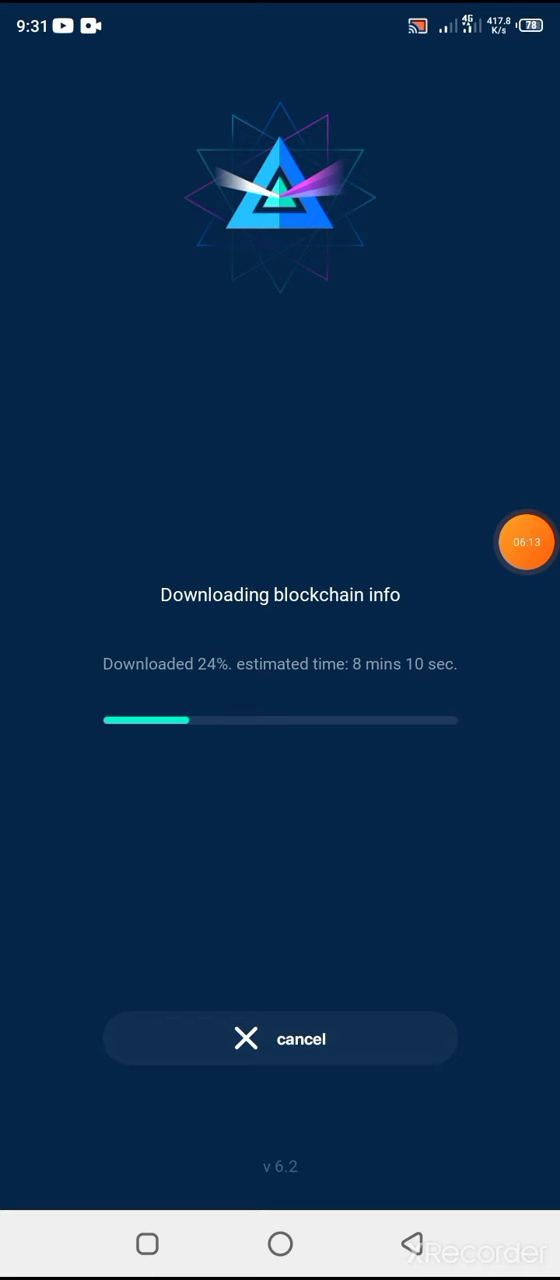 9:31 4G 417.8 K/s 78
06:13
Downloading blockchain info
Downloaded 24%. estimated time: 8 mins 10 sec.
cancel
v 6.2
XRecorder